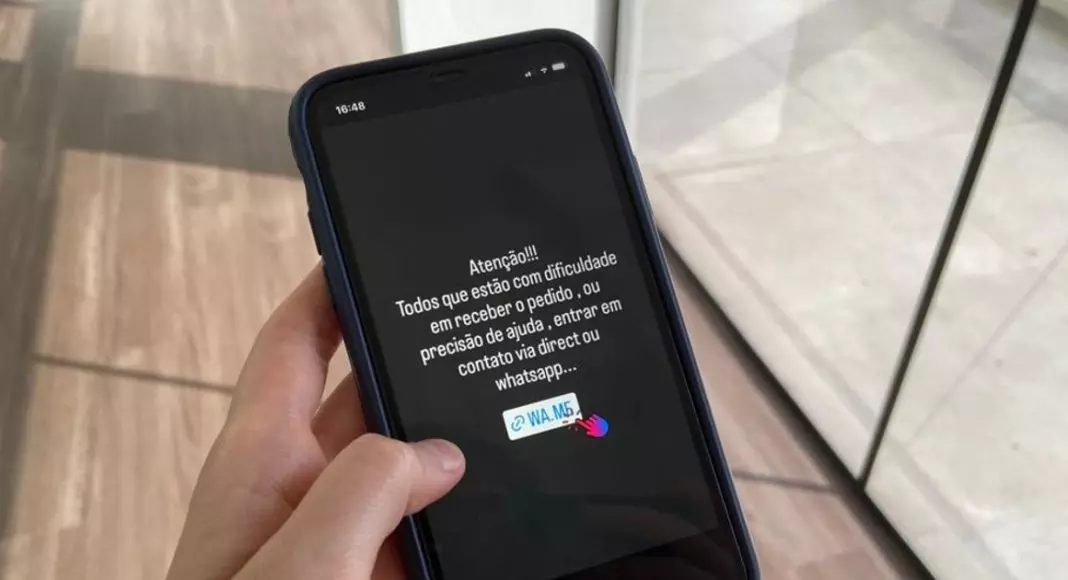 16:48
Atenção!!!
Todos que estão com dificuldade
em receber o pedido , ou
precisão de ajuda , entrar em
contato via direct ou
whatsapp...
WA.ME